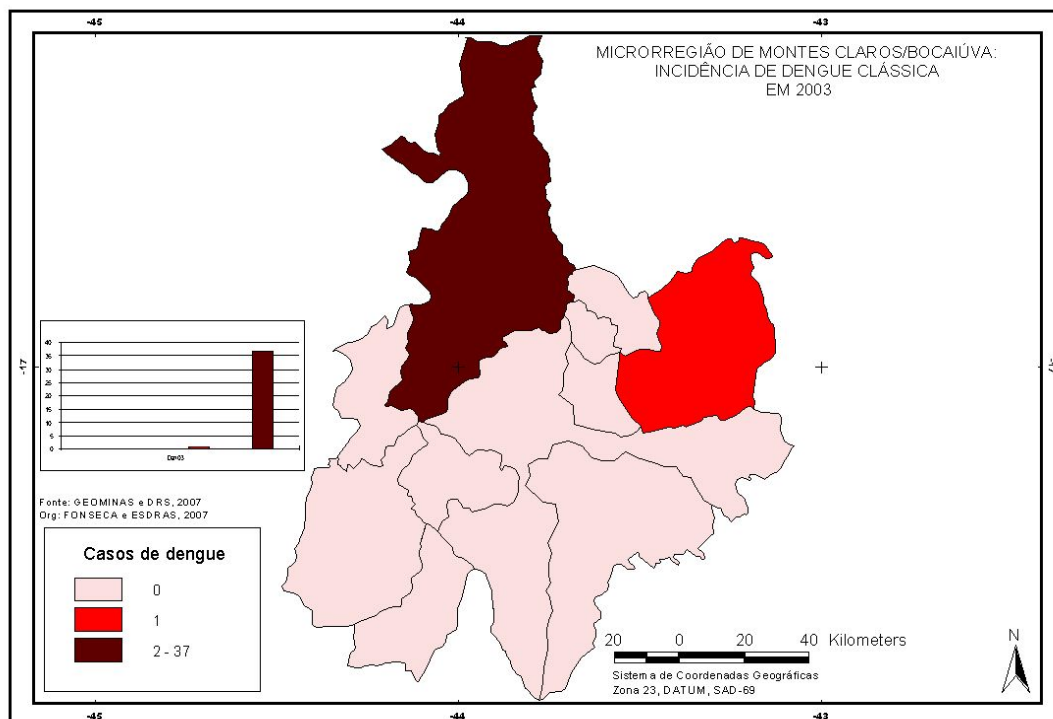 -45
-44
-43
MICRORREGIÃO DE MONTES CLAROS/BOCAIÚVA:
INCIDÊNCIA DE DENGUE CLÁSSICA
EM 2003
-17
40
35
30
25
20
15
10
5
0
Fonte: GEOMINAS e DRS, 2007
Org: FONSECA e ESDRAS, 2007
Casos de dengue
0
1
2 - 37
20 0 20 40 Kilometers
Sistema de Coordenadas Geográficas
Zona 23, DATUM, SAD-69
N
-45
-44
-43